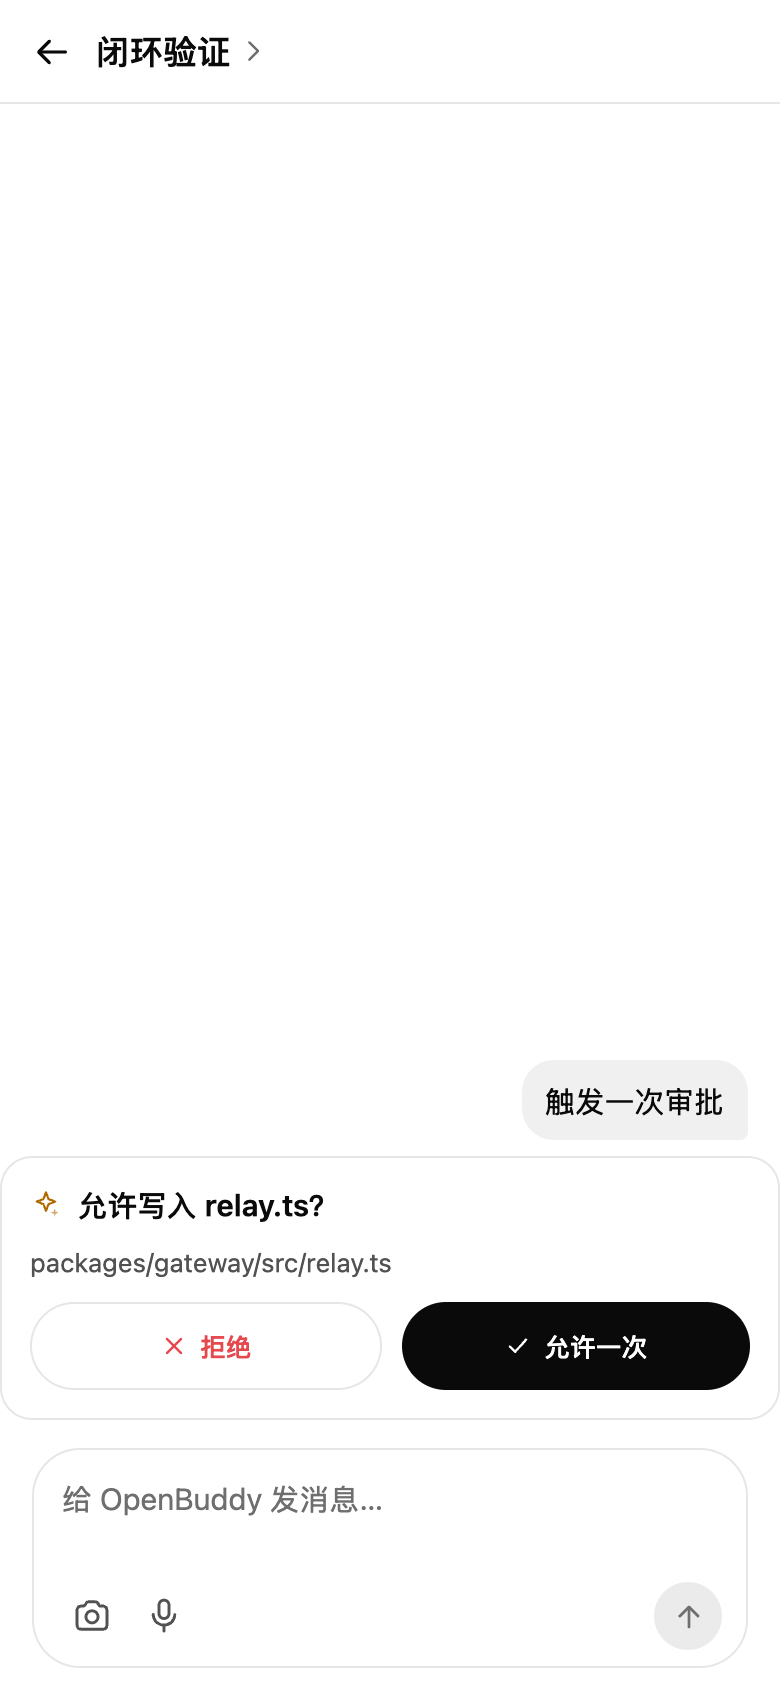 闭环验证
触发一次审批
允许写入 relay.ts?
packages/gateway/src/relay.ts
拒绝
允许一次
给 OpenBuddy 发消息...